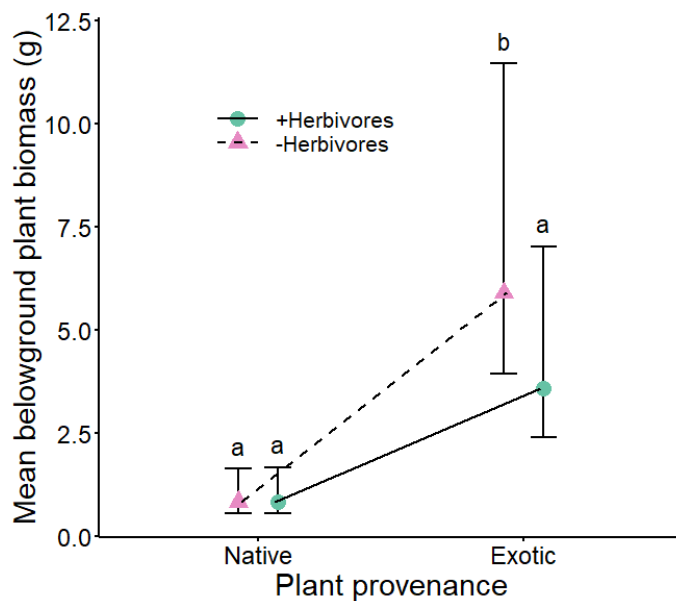 12.5
b
+Herbivores
-Herbivores
10.0
a
7.5
5.0
2.5
a a
0.0
Native Exotic
Plant provenance
Mean belowground plant biomass (g)